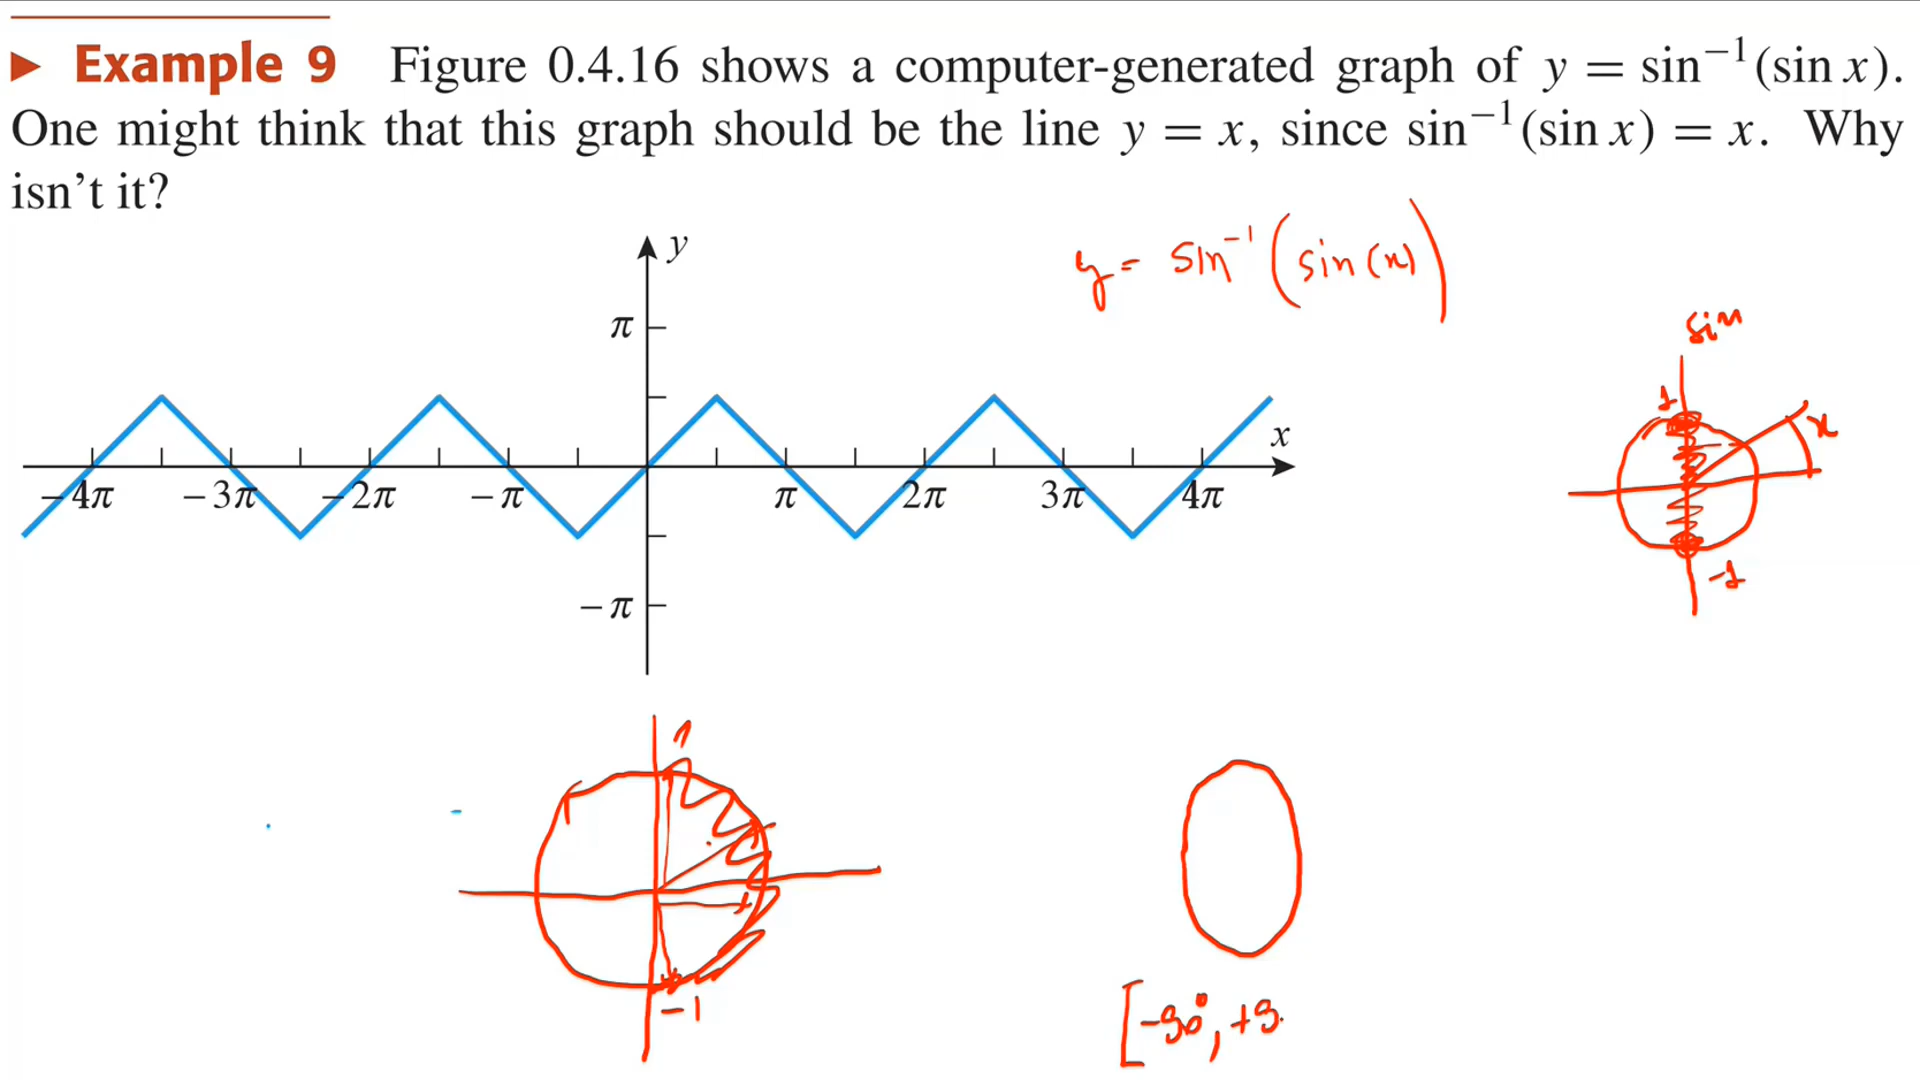 ▶ Example 9 Figure 0.4.16 shows a computer-generated graph of y = sin⁻¹(sin x).
One might think that this graph should be the line y = x, since sin⁻¹(sin x) = x. Why
isn't it?
y = sin⁻¹(sin(x))
y
π
sin
1
x
x
−4π −3π −2π −π π 2π 3π 4π
-1
−π
1
-1
[-90°, +9